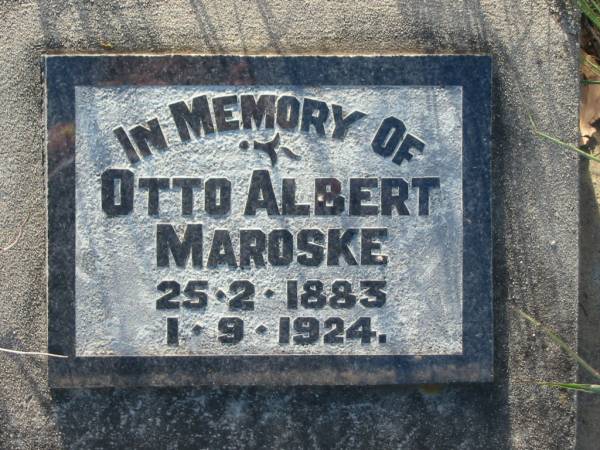 IN MEMORY OF
OTTO ALBERT
MAROSKE
25·2·1883
1·9·1924.